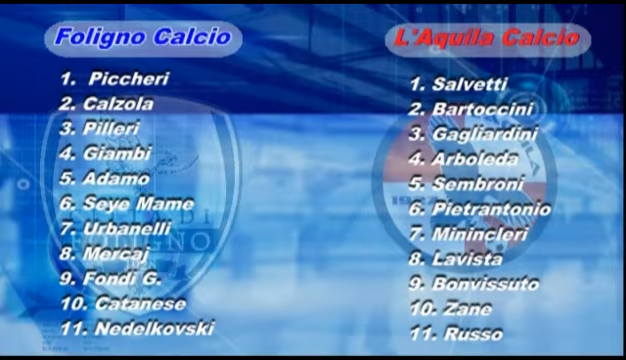 Foligno Calcio
1. Piccheri
2. Calzola
3. Pilleri
4. Giambi
5. Adamo
6. Seye Mame
7. Urbanelli
8. Mercaj
9. Fondi G.
10. Catanese
11. Nedelkovski
L'Aquila Calcio
1. Salvetti
2. Bartoccini
3. Gagliardini
4. Arboleda
5. Sembroni
6. Pietrantonio
7. Minincleri
8. Lavista
9. Bonvissuto
10. Zane
11. Russo
FOLIGNO